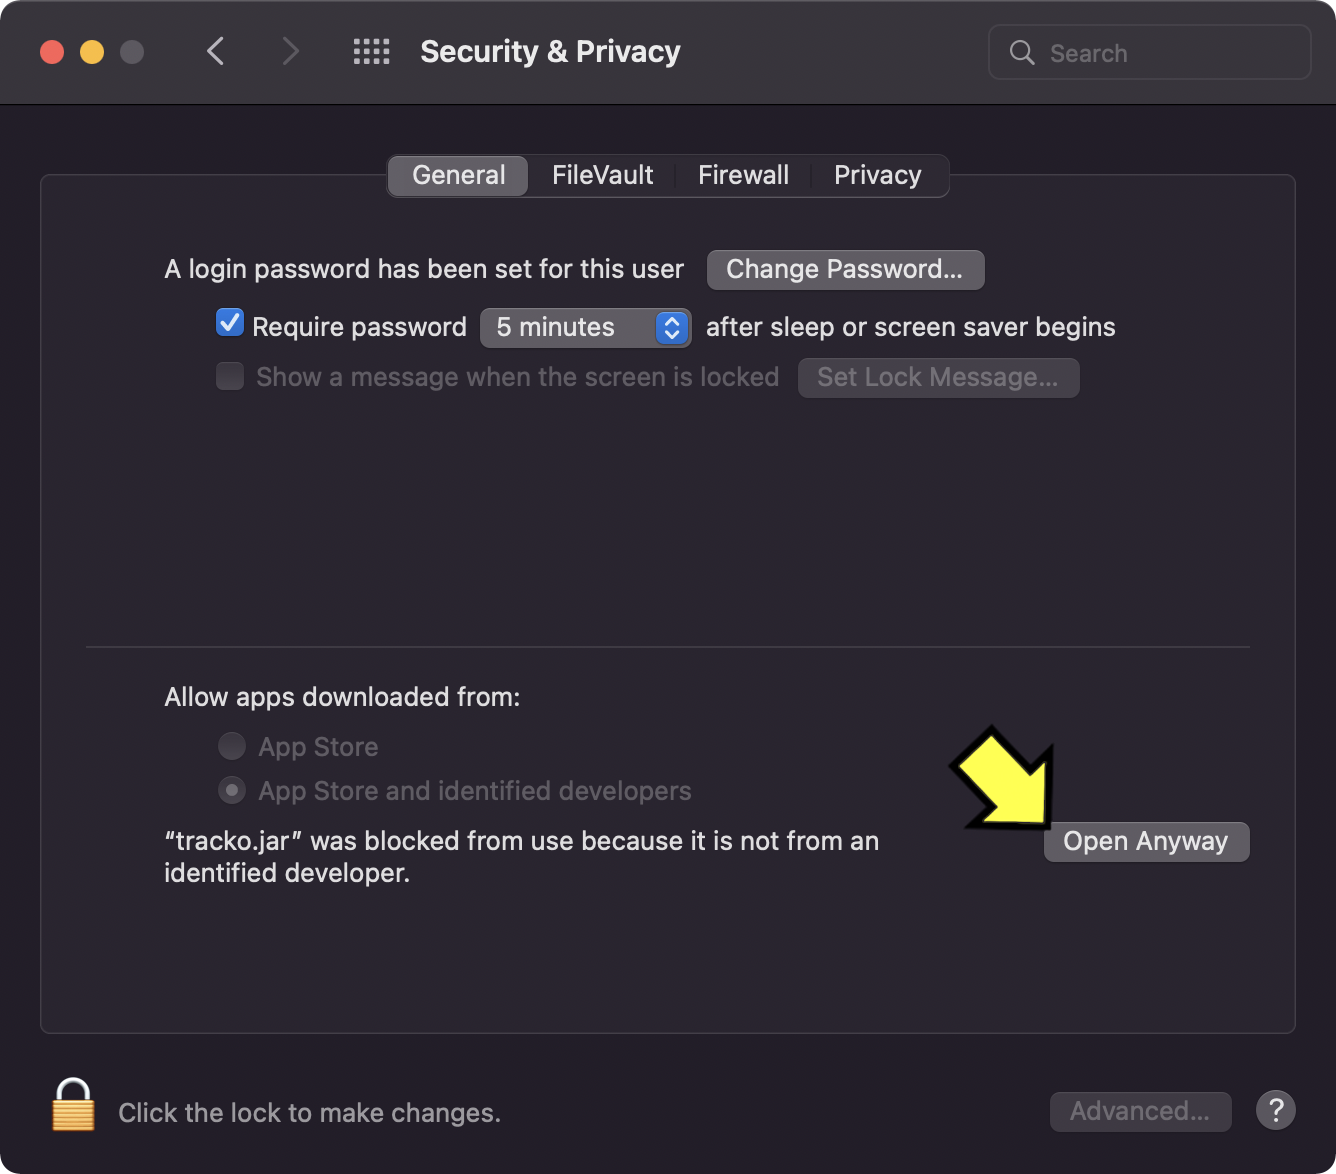 Security & Privacy
Search
General FileVault Firewall Privacy
A login password has been set for this user Change Password...
Require password 5 minutes after sleep or screen saver begins
Show a message when the screen is locked Set Lock Message...
Allow apps downloaded from:
App Store
App Store and identified developers
“tracko.jar” was blocked from use because it is not from an
identified developer.
Open Anyway
Click the lock to make changes.
Advanced...
?